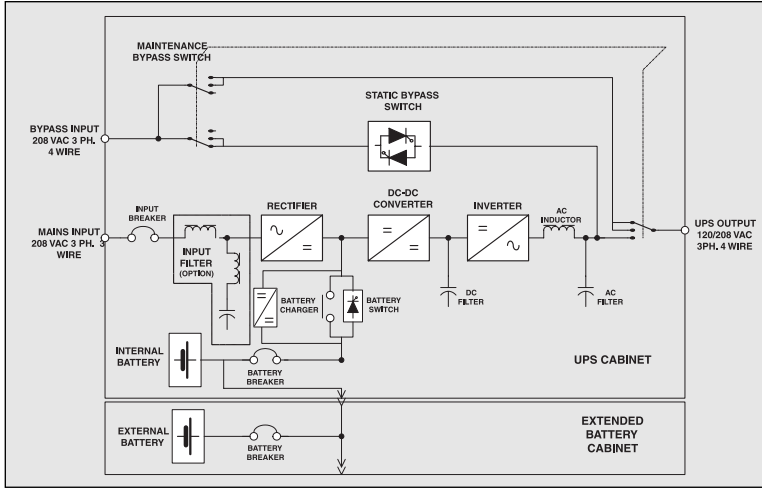 MAINTENANCE
BYPASS SWITCH
STATIC BYPASS
SWITCH
BYPASS INPUT
208 VAC 3 PH.
4 WIRE
INPUT
BREAKER
RECTIFIER
DC-DC
CONVERTER
INVERTER
AC
INDUCTOR
MAINS INPUT
208 VAC 3 PH. 3
WIRE
INPUT
FILTER
(OPTION)
UPS OUTPUT
120/208 VAC
3PH. 4 WIRE
BATTERY
CHARGER
BATTERY
SWITCH
DC
FILTER
AC
FILTER
INTERNAL
BATTERY
BATTERY
BREAKER
UPS CABINET
EXTERNAL
BATTERY
BATTERY
BREAKER
EXTENDED
BATTERY
CABINET